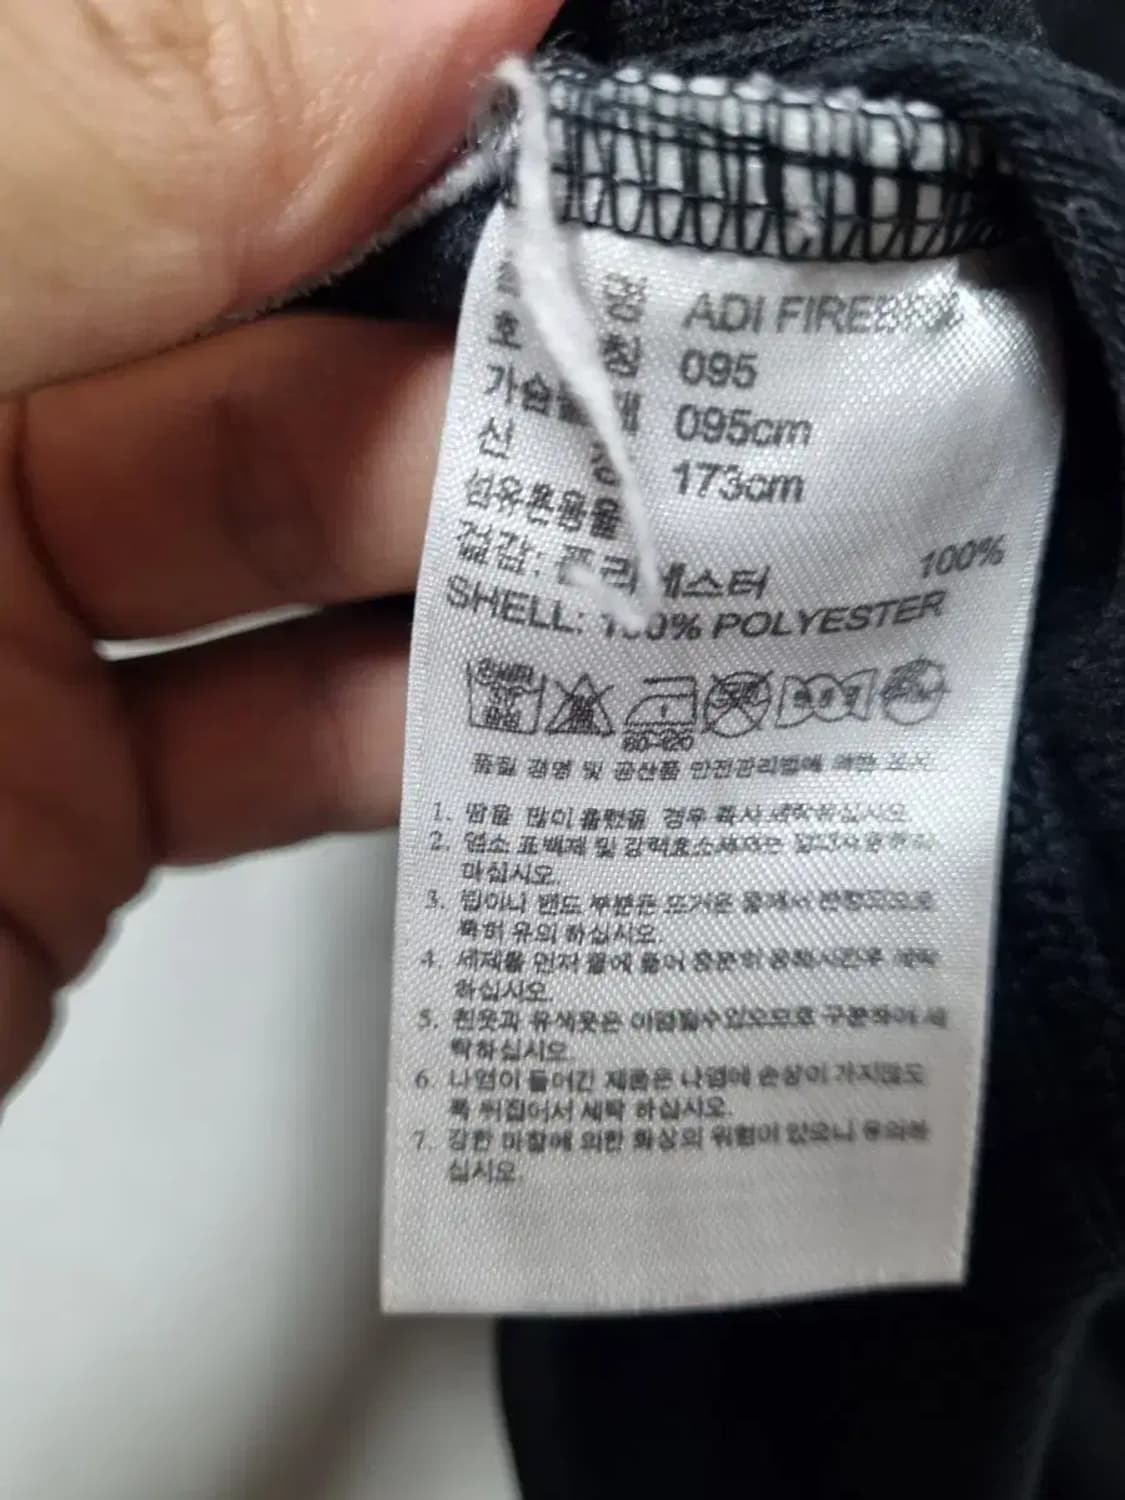 품 명 ADI FIREBIRD
호 칭 095
가슴둘레 095cm
신 장 173cm
섬유혼용율
겉감: 폴리에스터 100%
SHELL: 100% POLYESTER
80-120
품질 경영 및 공산품 안전관리법에 의한 표시
1. 땀을 많이 흘렸을 경우 즉시 세탁하십시오
2. 염소 표백제 및 강력효소세제는 절대사용하지
마십시오.
3. 립이나 밴드 부분은 뜨거운 물에서 변형되므로
특히 유의 하십시오.
4. 세제를 먼저 물에 풀어 충분히 용해시킨후 세탁
하십시오.
5. 흰옷과 유색옷은 이염될수있으므로 구분하여 세
탁하십시오.
6. 나염이 들어간 제품은 나염에 손상이 가지않도
록 뒤집어서 세탁 하십시오.
7. 강한 마찰에 의한 화상의 위험이 있으니 유의하
십시오.